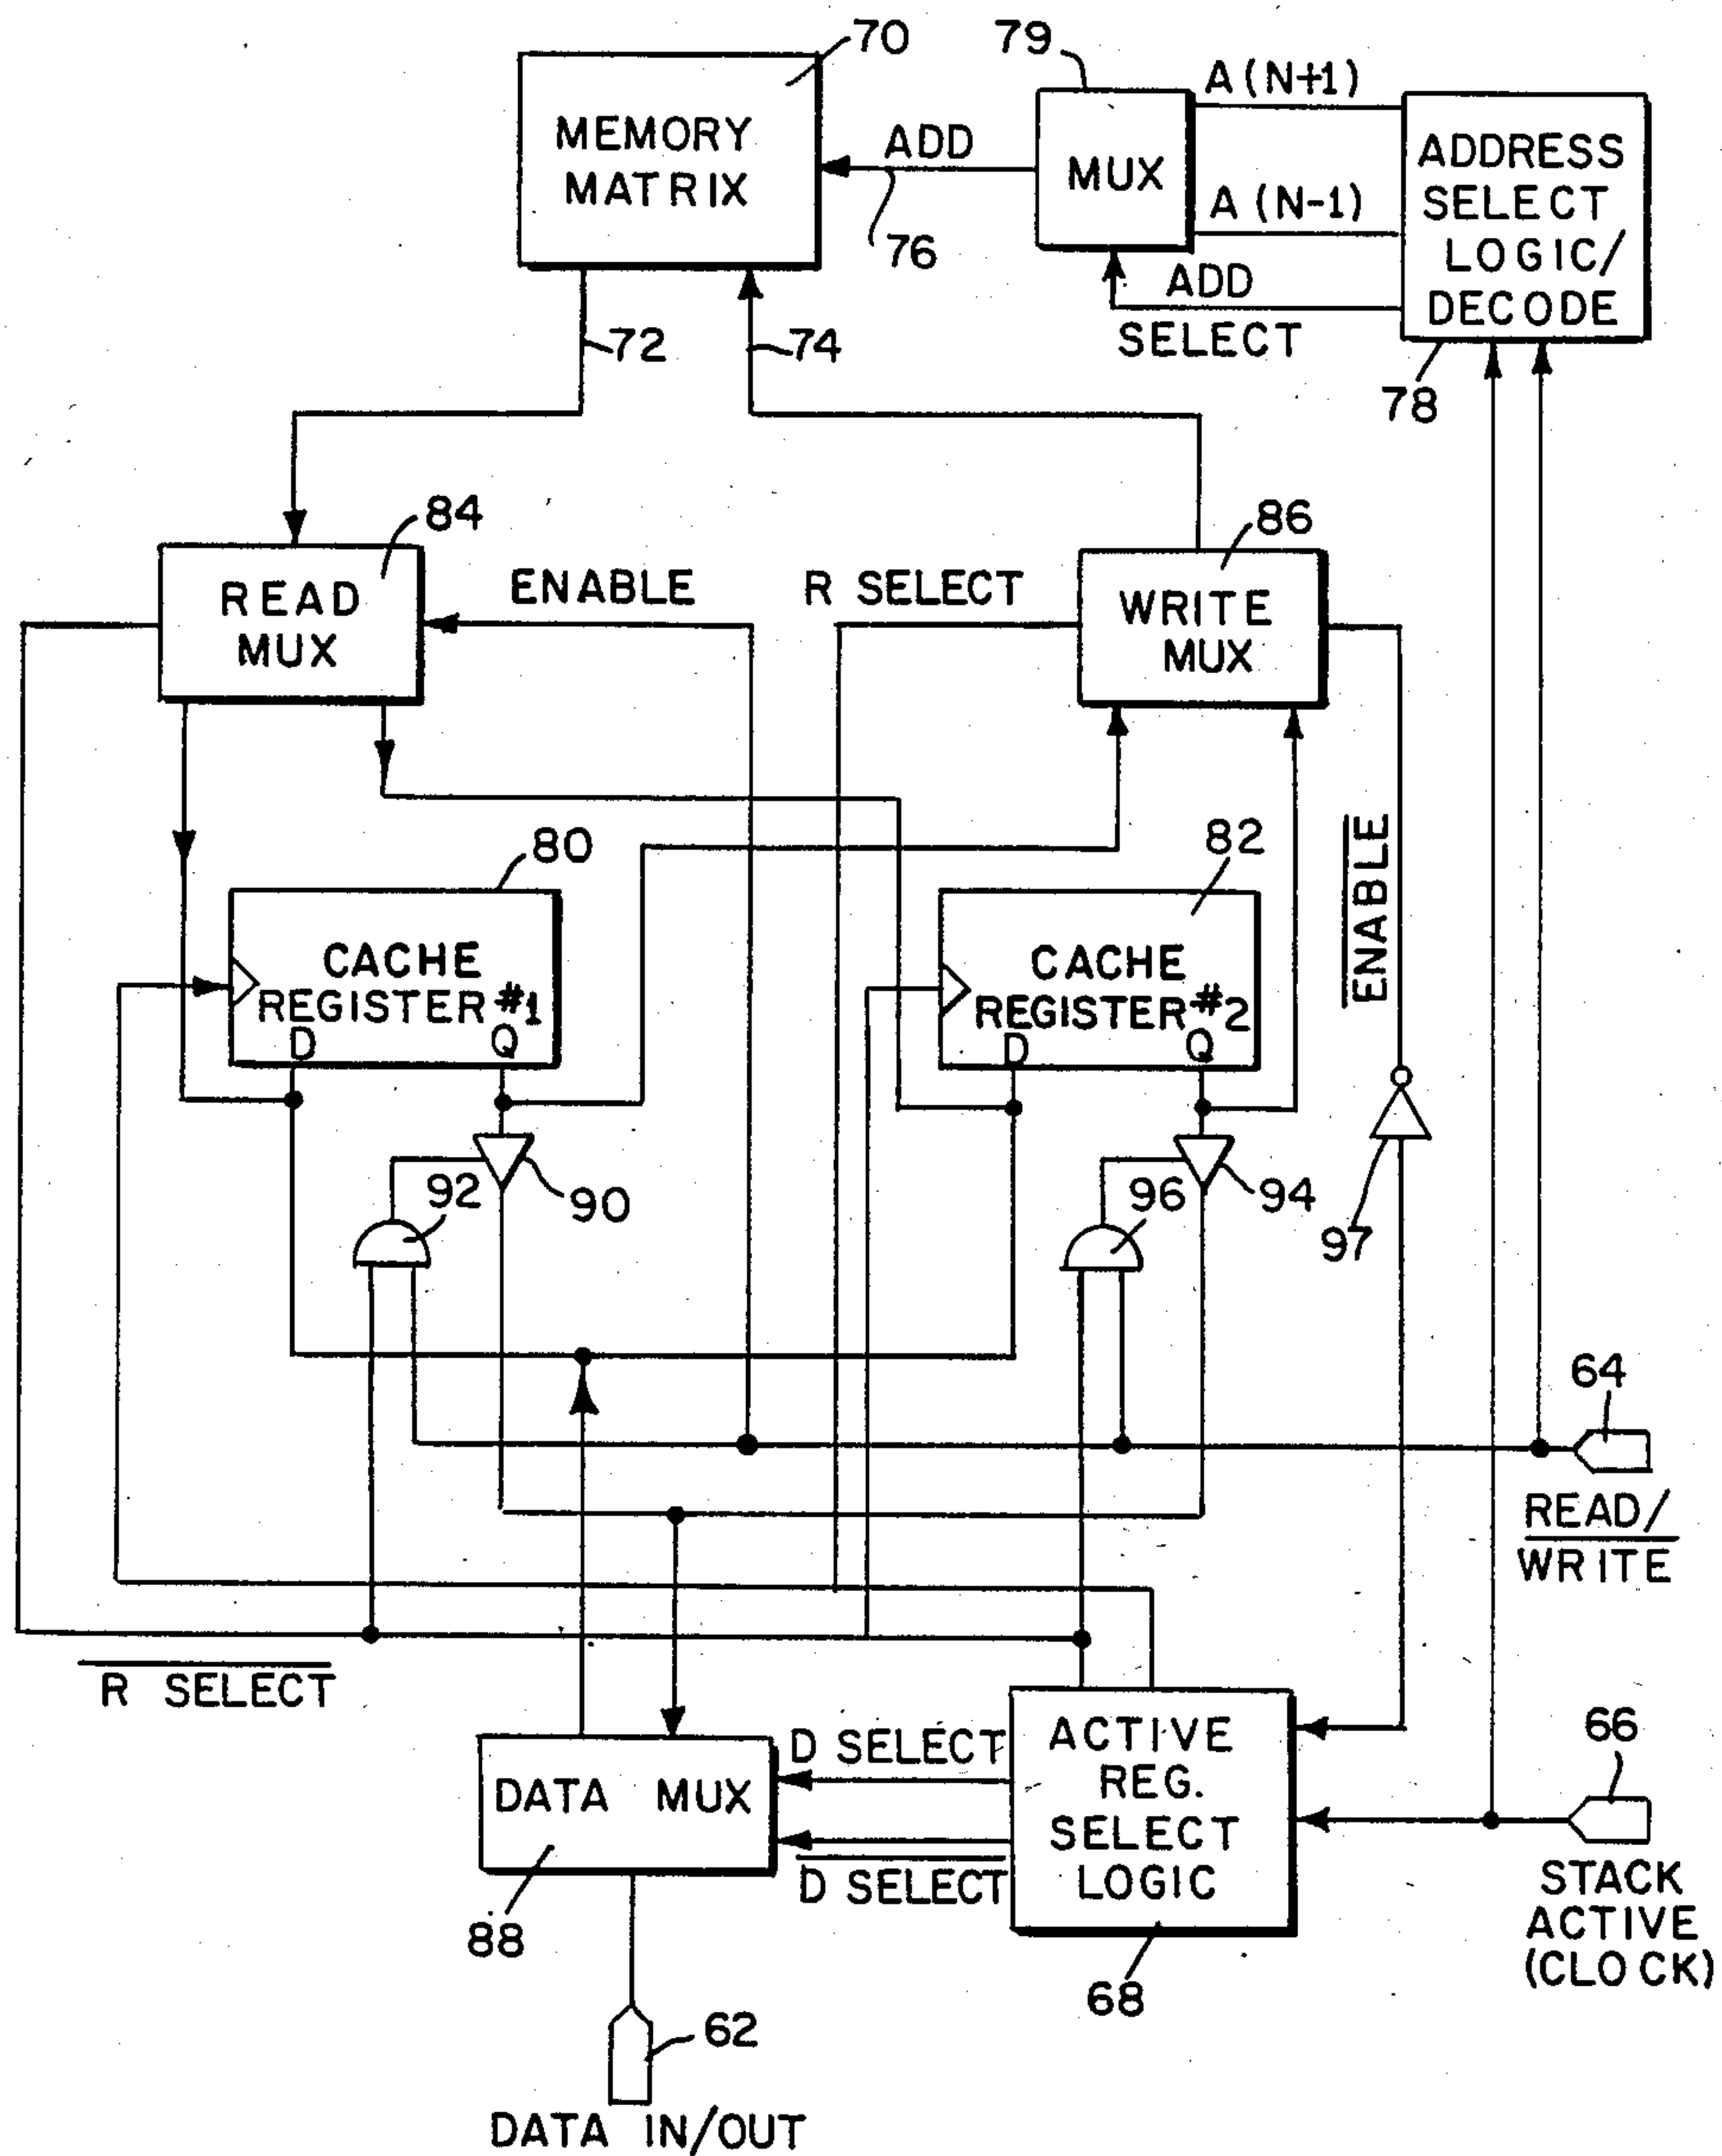 70
79
A (N+1)
MEMORY
MATRIX
ADD
MUX
ADDRESS
SELECT
LOGIC/
DECODE
A (N-1)
76
ADD
SELECT
72
74
78
84
86
READ
MUX
ENABLE
R SELECT
WRITE
MUX
80
82
ENABLE
CACHE
REGISTER #1
D
Q
CACHE
REGISTER #2
D
Q
92
90
96
94
97
64
READ/
WRITE
R SELECT
DATA MUX
D SELECT
D SELECT
ACTIVE
REG.
SELECT
LOGIC
66
STACK
ACTIVE
(CLOCK)
88
68
62
DATA IN/OUT